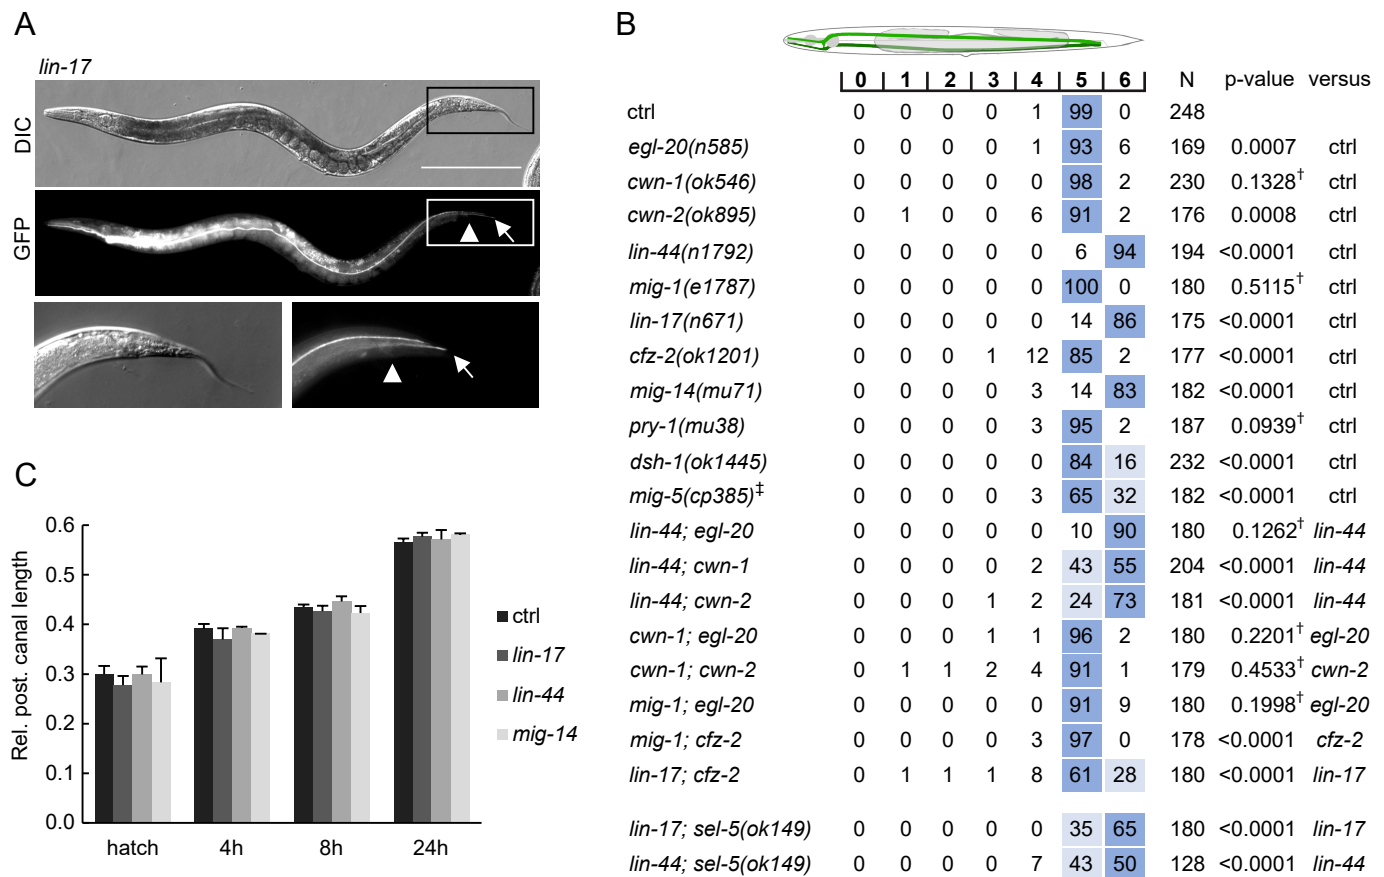 A
lin-17
DIC
GFP
B
0 1 2 3 4 5 6 N p-value versus
ctrl 0 0 0 0 1 99 0 248
egl-20(n585) 0 0 0 0 1 93 6 169 0.0007 ctrl
cwn-1(ok546) 0 0 0 0 0 98 2 230 0.1328† ctrl
cwn-2(ok895) 0 1 0 0 6 91 2 176 0.0008 ctrl
lin-44(n1792) 0 0 0 0 0 6 94 194 <0.0001 ctrl
mig-1(e1787) 0 0 0 0 0 100 0 180 0.5115† ctrl
lin-17(n671) 0 0 0 0 0 14 86 175 <0.0001 ctrl
cfz-2(ok1201) 0 0 0 1 12 85 2 177 <0.0001 ctrl
mig-14(mu71) 0 0 0 0 3 14 83 182 <0.0001 ctrl
pry-1(mu38) 0 0 0 0 3 95 2 187 0.0939† ctrl
dsh-1(ok1445) 0 0 0 0 0 84 16 232 <0.0001 ctrl
mig-5(cp385)‡ 0 0 0 0 3 65 32 182 <0.0001 ctrl
lin-44; egl-20 0 0 0 0 0 10 90 180 0.1262† lin-44
lin-44; cwn-1 0 0 0 0 2 43 55 204 <0.0001 lin-44
lin-44; cwn-2 0 0 0 1 2 24 73 181 <0.0001 lin-44
cwn-1; egl-20 0 0 0 1 1 96 2 180 0.2201† egl-20
cwn-1; cwn-2 0 1 1 2 4 91 1 179 0.4533† cwn-2
mig-1; egl-20 0 0 0 0 0 91 9 180 0.1998† egl-20
mig-1; cfz-2 0 0 0 0 3 97 0 178 <0.0001 cfz-2
lin-17; cfz-2 0 1 1 1 8 61 28 180 <0.0001 lin-17
lin-17; sel-5(ok149) 0 0 0 0 0 35 65 180 <0.0001 lin-17
lin-44; sel-5(ok149) 0 0 0 0 7 43 50 128 <0.0001 lin-44
C
Rel. post. canal length
0.6
0.5
0.4
0.3
0.2
0.1
0.0
hatch 4h 8h 24h
ctrl
lin-17
lin-44
mig-14